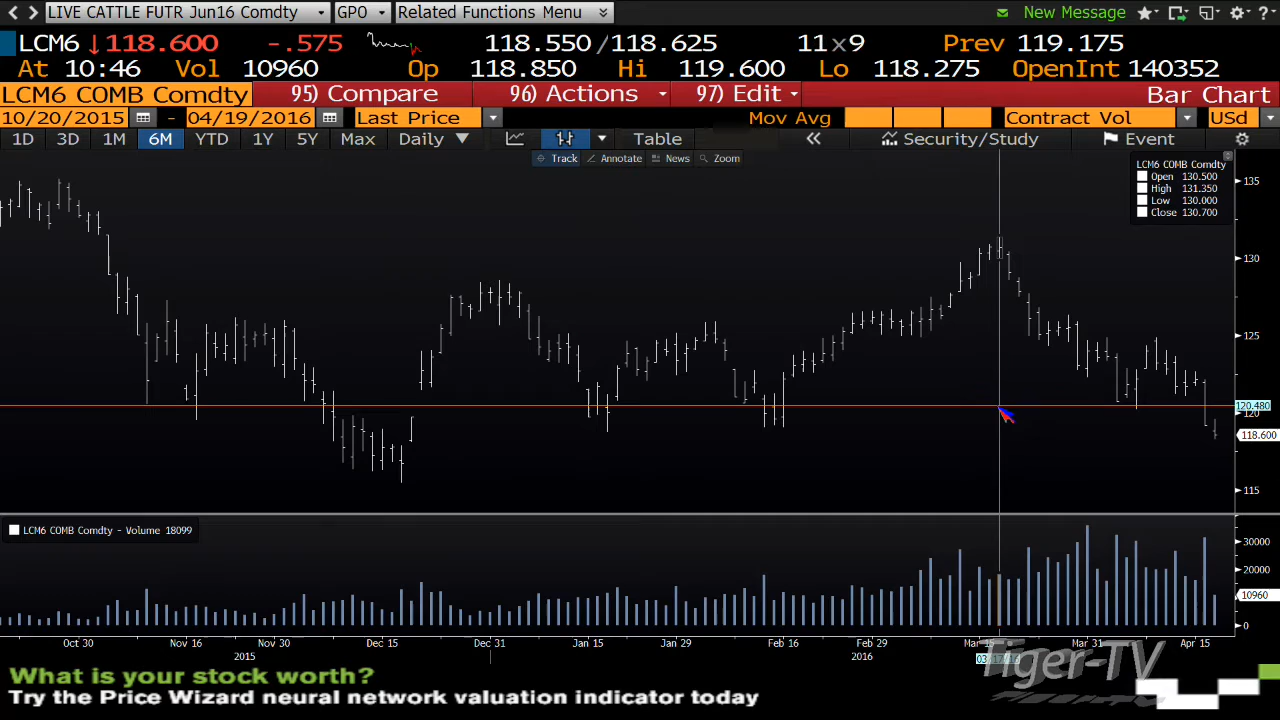 LIVE CATTLE FUTR Jun16 Comdty GPO Related Functions Menu New Message
LCM6 ↓118.600 -.575 118.550/118.625 11x9 Prev 119.175
At 10:46 Vol 10960 Op 118.850 Hi 119.600 Lo 118.275 OpenInt 140352
LCM6 COMB Comdty 95) Compare 96) Actions 97) Edit Bar Chart
10/20/2015 - 04/19/2016 Last Price Mov Avg Contract Vol USd
1D 3D 1M 6M YTD 1Y 5Y Max Daily ▼ Table « Security/Study Event
Track Annotate News Zoom
LCM6 COMB Comdty
Open 130.500
High 131.350
Low 130.000
Close 130.700
135
130
125
120.480
120
118.600
115
LCM6 COMB Comdty - Volume 18099
30000
20000
10960
0
Oct 30 Nov 16 Nov 30 Dec 15 Dec 31 Jan 15 Jan 29 Feb 16 Feb 29 Mar 15 Mar 31 Apr 15
2015 2016
Tiger-TV
What is your stock worth?
Try the Price Wizard neural network valuation indicator today